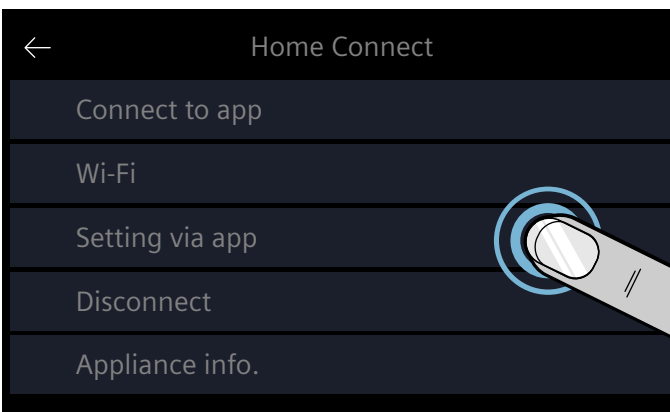 Home Connect
Connect to app
Wi-Fi
Setting via app
Disconnect
Appliance info.